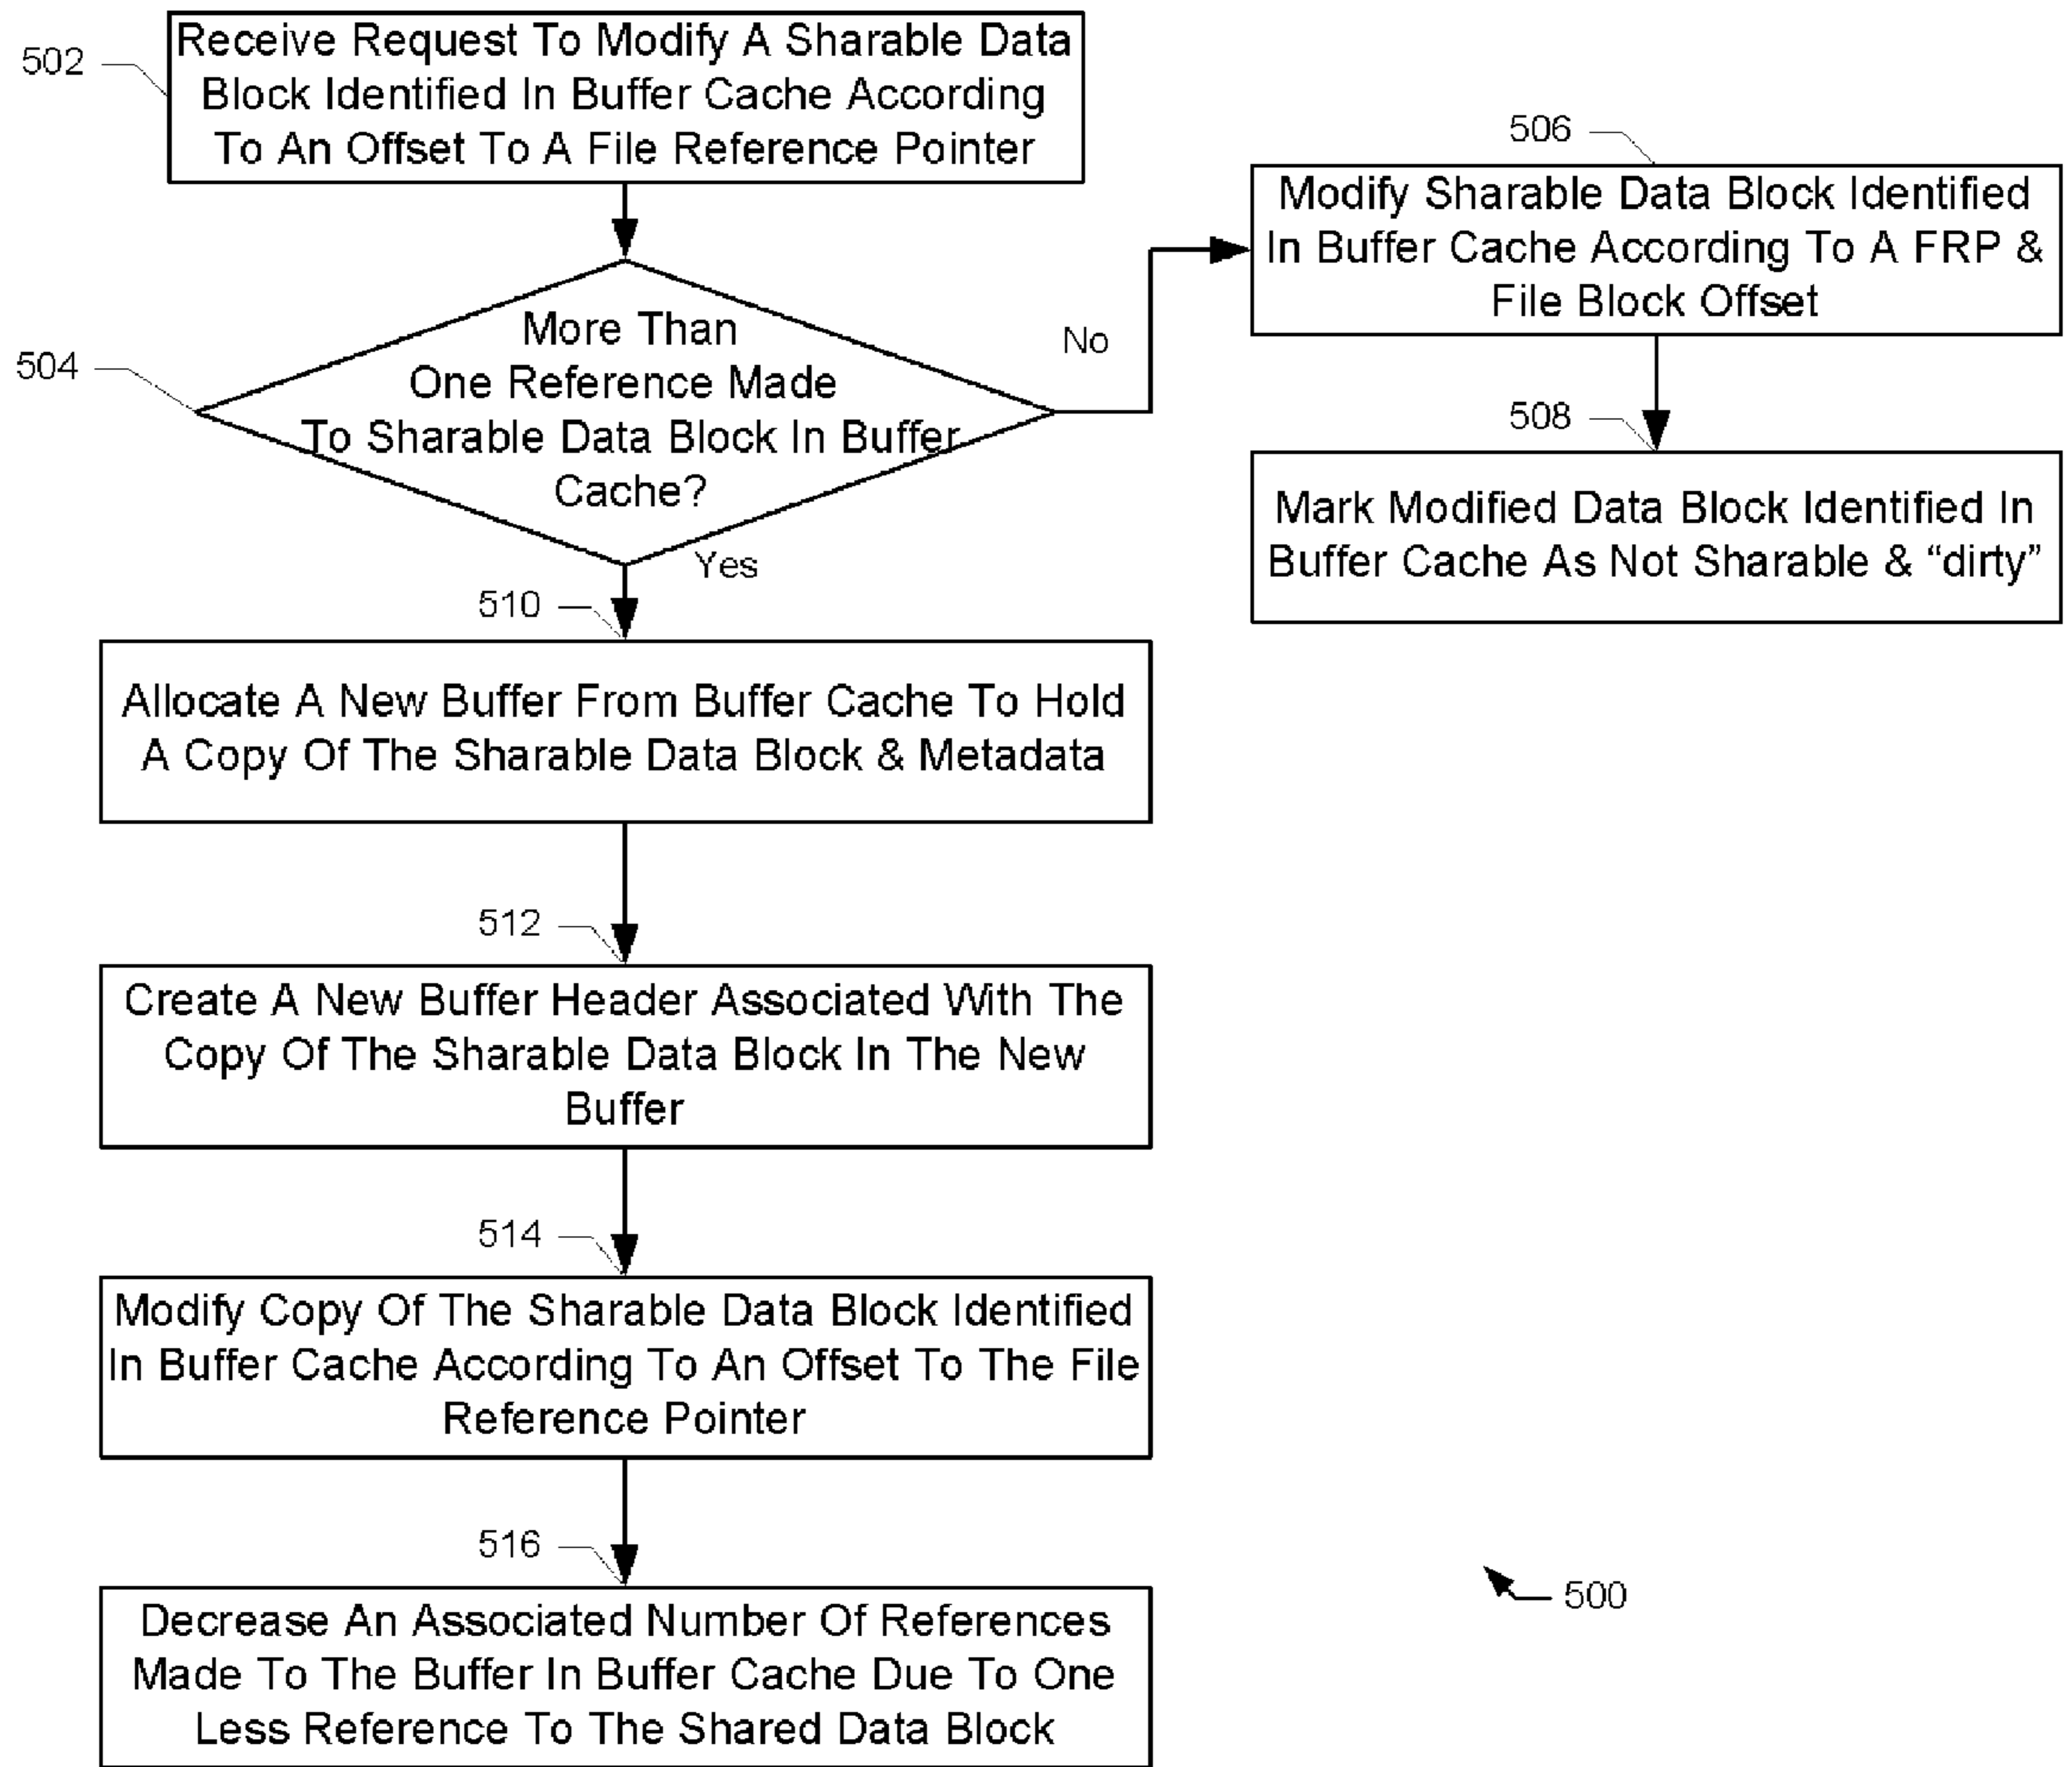 502
Receive Request To Modify A Sharable Data
Block Identified In Buffer Cache According
To An Offset To A File Reference Pointer
504
More Than
One Reference Made
To Sharable Data Block In Buffer
Cache?
No
Yes
506
Modify Sharable Data Block Identified
In Buffer Cache According To A FRP &
File Block Offset
508
Mark Modified Data Block Identified In
Buffer Cache As Not Sharable & “dirty”
510
Allocate A New Buffer From Buffer Cache To Hold
A Copy Of The Sharable Data Block & Metadata
512
Create A New Buffer Header Associated With The
Copy Of The Sharable Data Block In The New
Buffer
514
Modify Copy Of The Sharable Data Block Identified
In Buffer Cache According To An Offset To The File
Reference Pointer
516
Decrease An Associated Number Of References
Made To The Buffer In Buffer Cache Due To One
Less Reference To The Shared Data Block
500